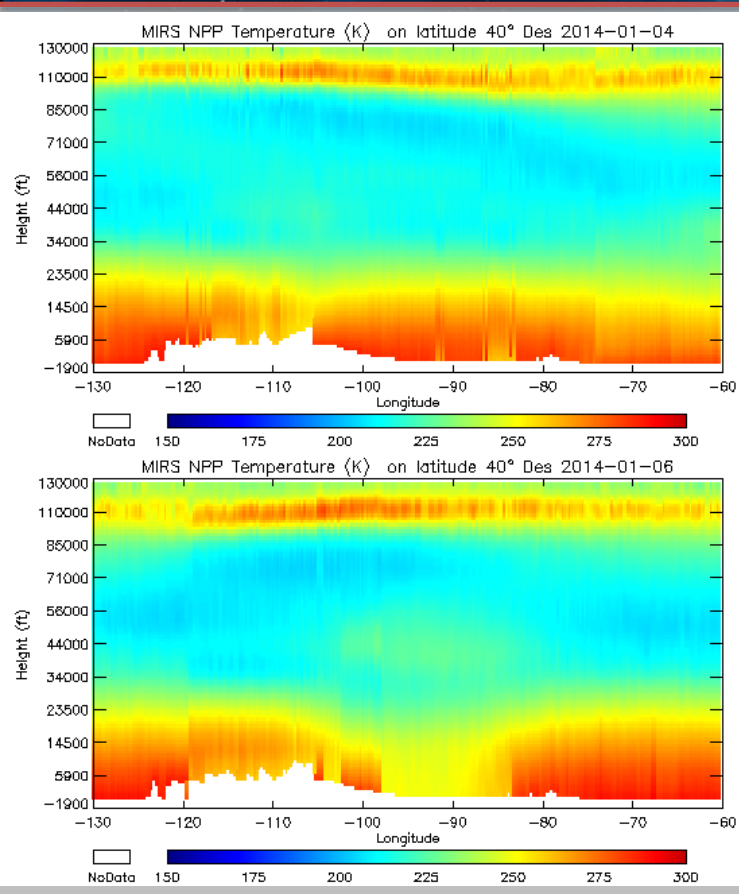 MIRS NPP Temperature (K) on latitude 40° Des 2014-01-04
130000
110000
85000
71000
56000
44000
34000
23500
14500
5900
-1900
Height (ft)
-130 -120 -110 -100 -90 -80 -70 -60
Longitude
NoData 150 175 200 225 250 275 300
MIRS NPP Temperature (K) on latitude 40° Des 2014-01-06
130000
110000
85000
71000
56000
44000
34000
23500
14500
5900
-1900
Height (ft)
-130 -120 -110 -100 -90 -80 -70 -60
Longitude
NoData 150 175 200 225 250 275 300